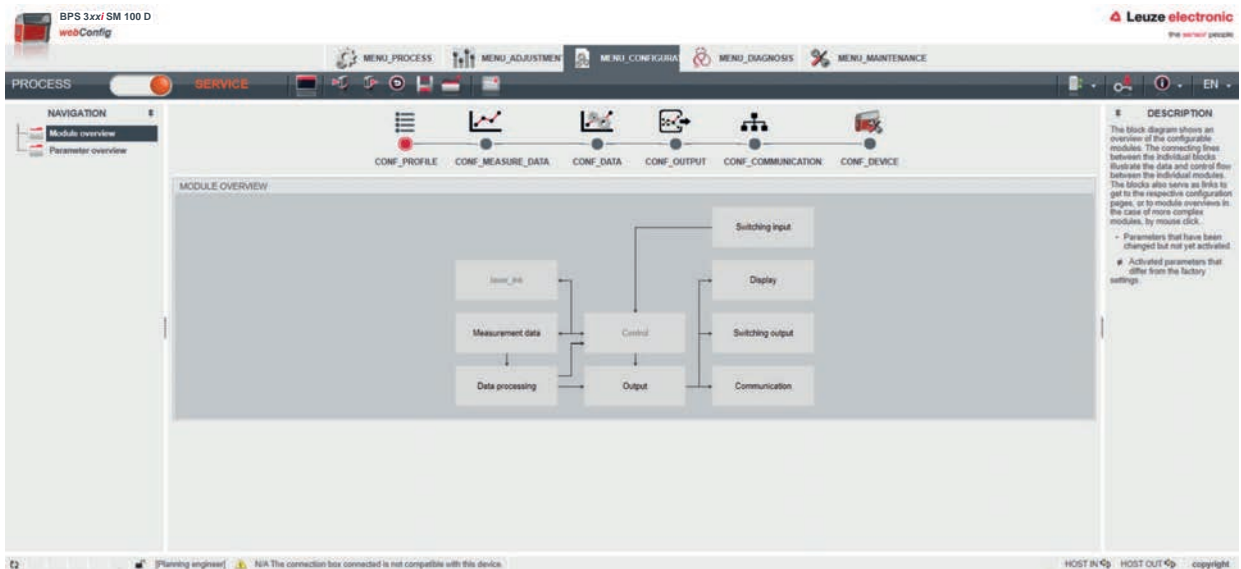 BPS 3xxi SM 100 D
webConfig
Leuze electronic
the sensor people
MENU_PROCESS
MENU_ADJUSTMEN
MENU_CONFIGURA
MENU_DIAGNOSIS
MENU_MAINTENANCE
PROCESS
SERVICE
EN
NAVIGATION
Module overview
Parameter overview
CONF_PROFILE
CONF_MEASURE_DATA
CONF_DATA
CONF_OUTPUT
CONF_COMMUNICATION
CONF_DEVICE
MODULE OVERVIEW
Switching input
Display
Measurement data
Control
Switching output
Data processing
Output
Communication
DESCRIPTION
The block diagram shows an
overview of the configurable
modules. The connecting lines
between the individual blocks
illustrate the data and control flow
between the individual modules.
The blocks also serve as links to
get to the respective configuration
pages, or to module overviews in
the case of more complex
modules, by mouse click.
- Parameters that have been
changed but not yet activated
≠ Activated parameters that
differ from the factory
settings.
[Planning engineer]
N/A The connection box connected is not compatible with this device.
HOST IN
HOST OUT
copyright